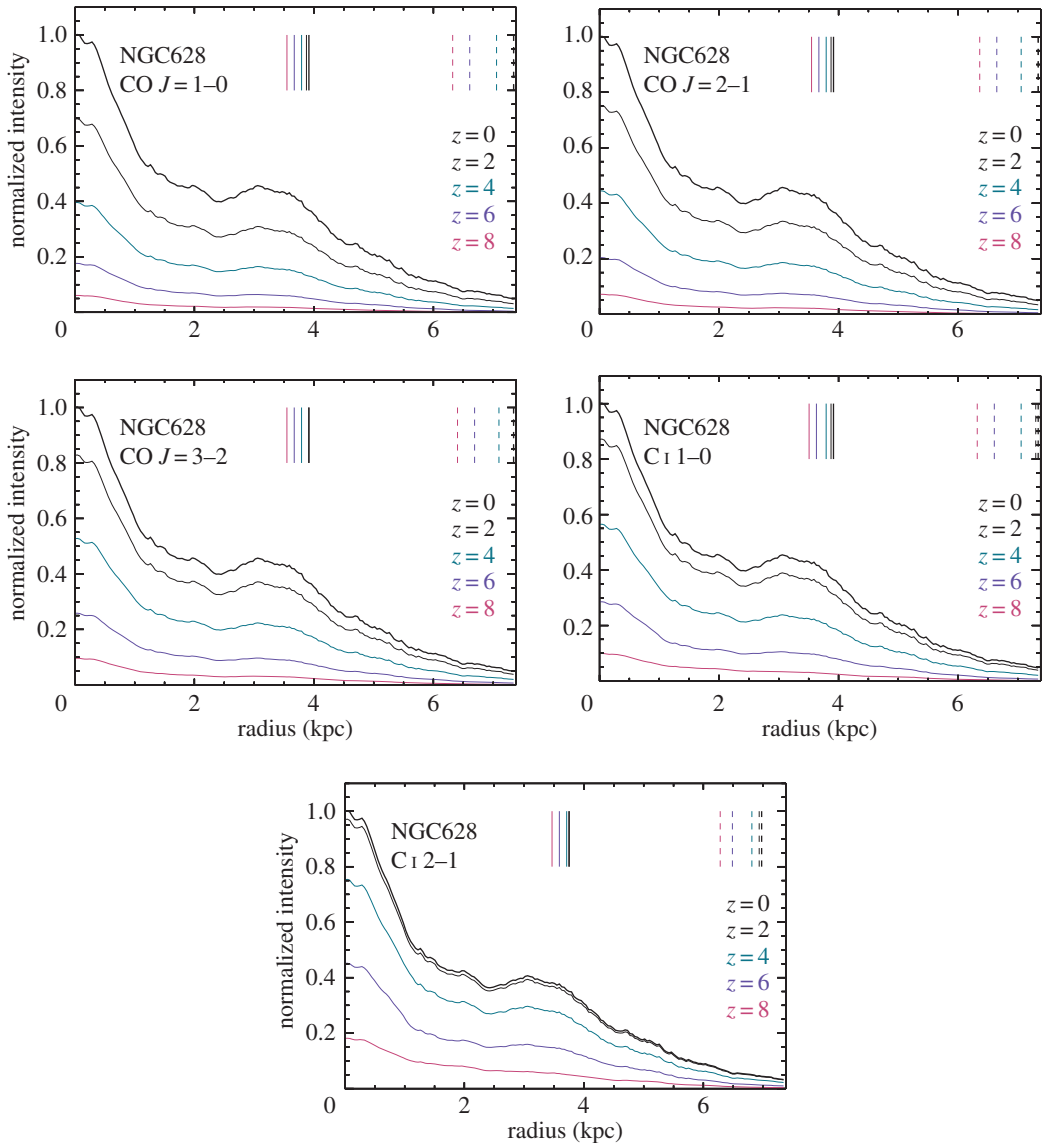 1.0
0.8
0.6
0.4
0.2
0
2
4
6
normalized intensity
NGC628
CO J = 1–0
z = 0
z = 2
z = 4
z = 6
z = 8
1.0
0.8
0.6
0.4
0.2
0
2
4
6
NGC628
CO J = 2–1
z = 0
z = 2
z = 4
z = 6
z = 8
1.0
0.8
0.6
0.4
0.2
0
2
4
6
normalized intensity
radius (kpc)
NGC628
CO J = 3–2
z = 0
z = 2
z = 4
z = 6
z = 8
1.0
0.8
0.6
0.4
0.2
0
2
4
6
radius (kpc)
NGC628
C I 1–0
z = 0
z = 2
z = 4
z = 6
z = 8
1.0
0.8
0.6
0.4
0.2
0
2
4
6
normalized intensity
radius (kpc)
NGC628
C I 2–1
z = 0
z = 2
z = 4
z = 6
z = 8